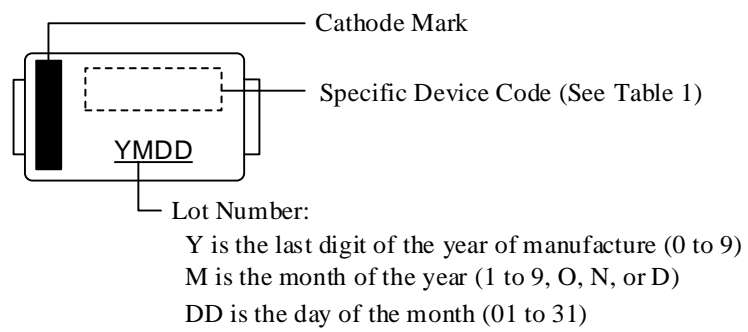 Cathode Mark
Specific Device Code (See Table 1)
YMDD
Lot Number:
Y is the last digit of the year of manufacture (0 to 9)
M is the month of the year (1 to 9, O, N, or D)
DD is the day of the month (01 to 31)